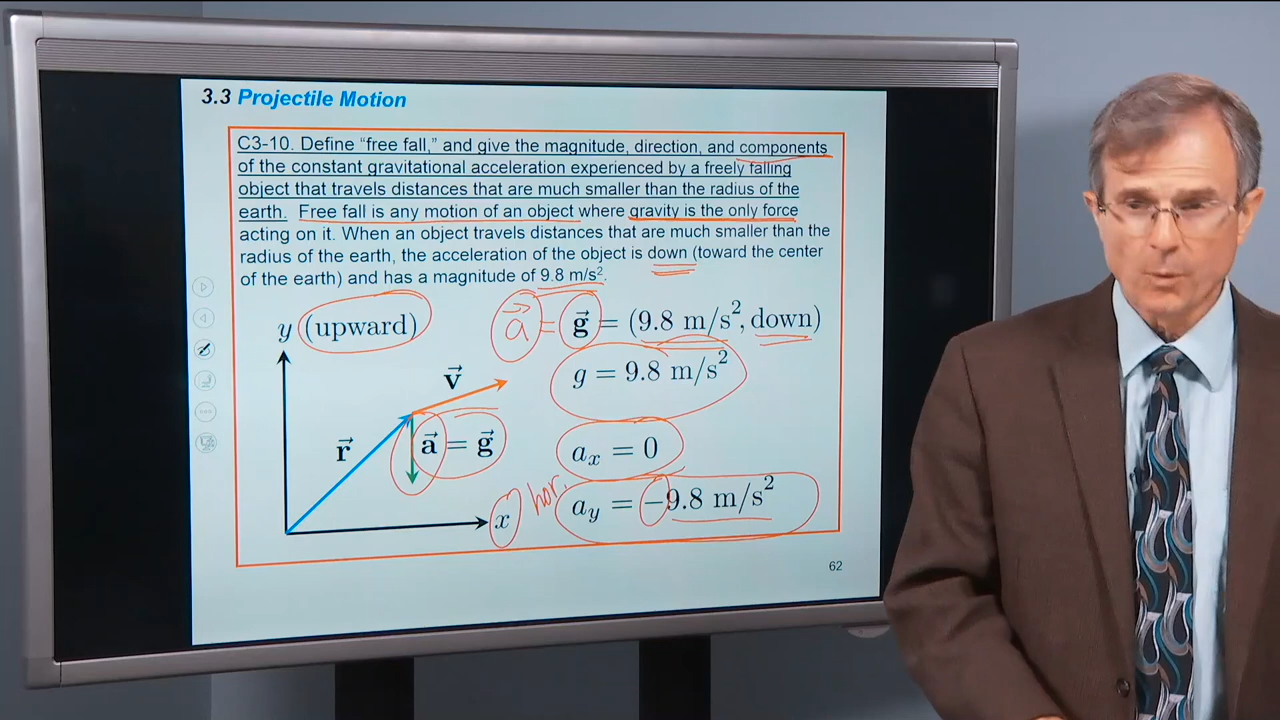 3.3 Projectile Motion
C3-10. Define “free fall,” and give the magnitude, direction, and components
of the constant gravitational acceleration experienced by a freely falling
object that travels distances that are much smaller than the radius of the
earth. Free fall is any motion of an object where gravity is the only force
acting on it. When an object travels distances that are much smaller than the
radius of the earth, the acceleration of the object is down (toward the center
of the earth) and has a magnitude of 9.8 m/s².
y (upward)
a⃗ = g⃗ = (9.8 m/s², down)
g = 9.8 m/s²
v⃗
r⃗
a⃗ = g⃗
aₓ = 0
x hor.
a_y = −9.8 m/s²
62